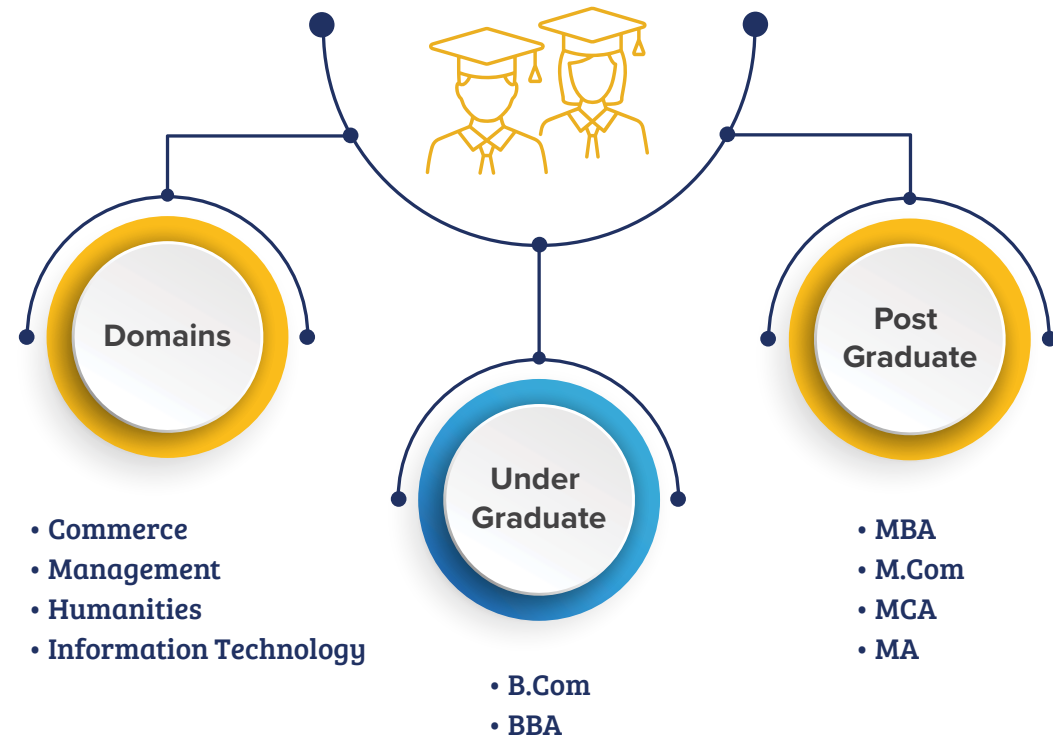 Domains
• Commerce
• Management
• Humanities
• Information Technology
Under
Graduate
• B.Com
• BBA
Post
Graduate
• MBA
• M.Com
• MCA
• MA